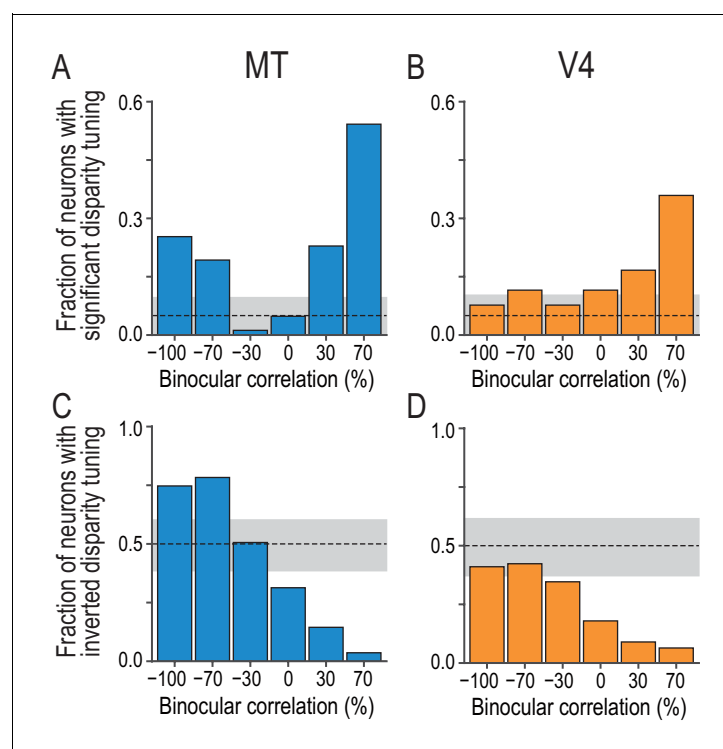 A MT B V4
Fraction of neurons with
significant disparity tuning
0.6
0.3
0.0
−100 −70 −30 0 30 70
Binocular correlation (%)
0.6
0.3
0.0
−100 −70 −30 0 30 70
Binocular correlation (%)
C D
Fraction of neurons with
inverted disparity tuning
1.0
0.5
0.0
−100 −70 −30 0 30 70
Binocular correlation (%)
1.0
0.5
0.0
−100 −70 −30 0 30 70
Binocular correlation (%)